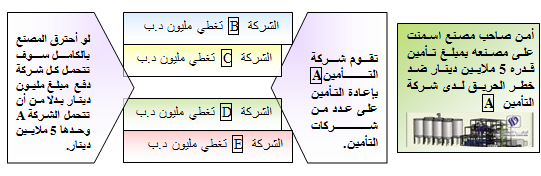 أمن صاحب مصنع اسمنت
على مصنعه بمبلغ تأمين
قدره 5 ملايين دينار ضد
خطر الحريق لدى شركة
التأمين A
تقوم شركة
التأمين A
بإعادة التأمين
على عدد من
شركات
التأمين.
الشركة B تغطي مليون د.ب
الشركة C تغطي مليون د.ب
الشركة D تغطي مليون د.ب
الشركة E تغطي مليون د.ب
لو أحترق المصنع
بالكامل سوف
تتحمل كل شركة
دفع مبلغ مليون
دينار بدلا من أن
تتحمل الشركة A
وحدها 5 ملايين
دينار.